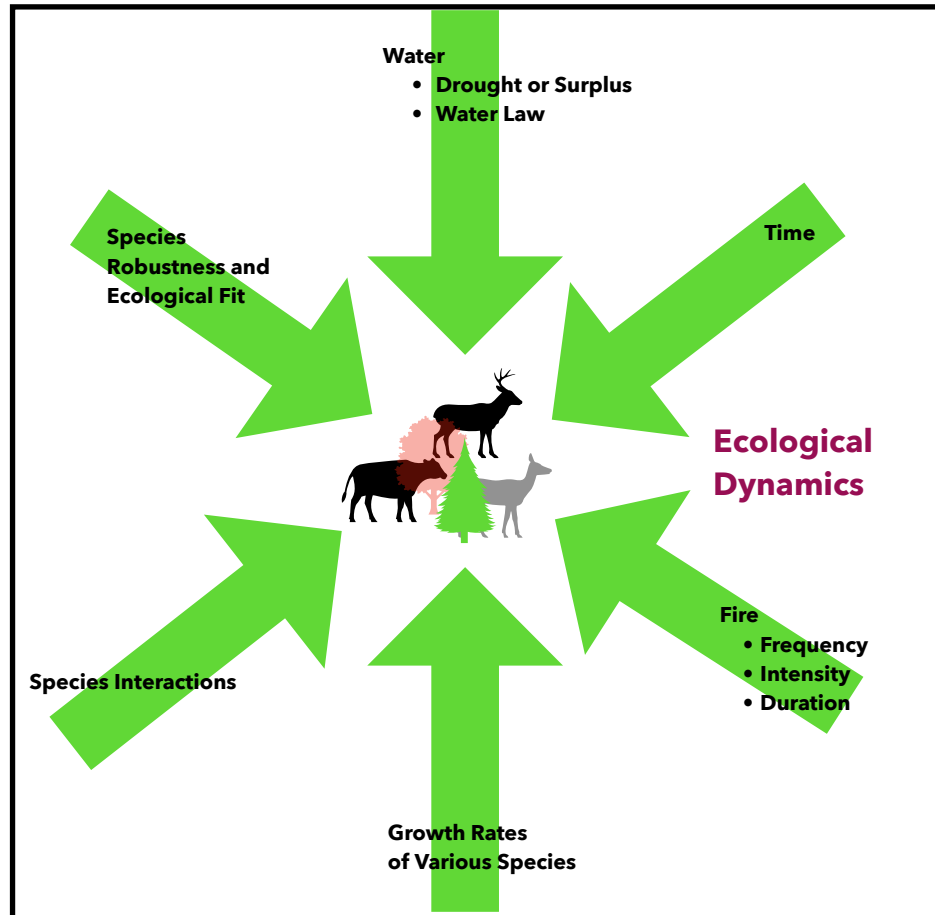 Water
• Drought or Surplus
• Water Law
Species
Robustness and
Ecological Fit
Time
Ecological
Dynamics
Fire
• Frequency
• Intensity
• Duration
Species Interactions
Growth Rates
of Various Species